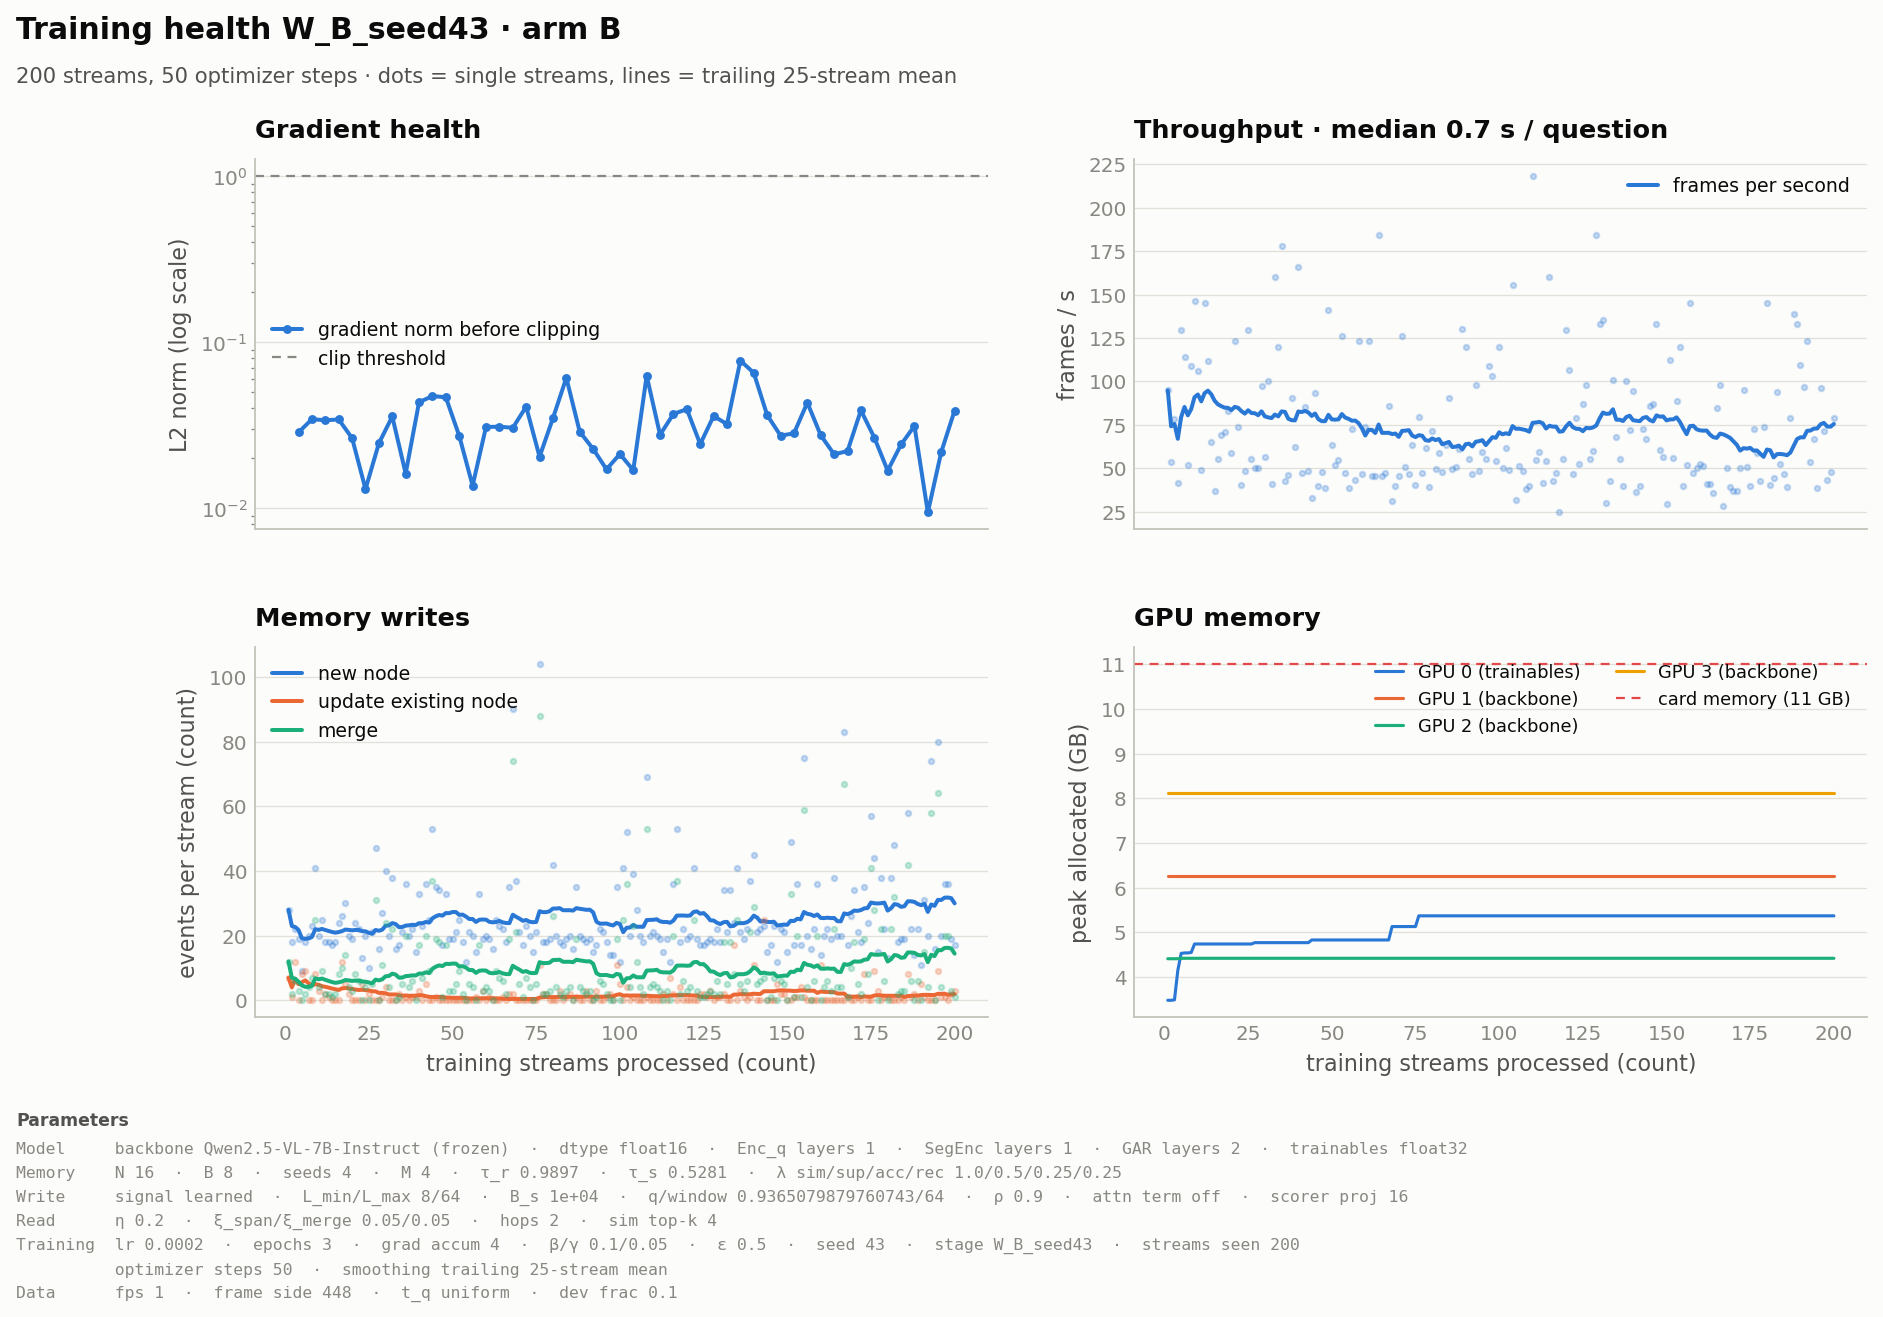 Training health W_B_seed43 · arm B
200 streams, 50 optimizer steps · dots = single streams, lines = trailing 25-stream mean
Gradient health
L2 norm (log scale)
10⁰
10⁻¹
10⁻²
gradient norm before clipping
clip threshold
Throughput · median 0.7 s / question
frames / s
225
200
175
150
125
100
75
50
25
frames per second
Memory writes
events per stream (count)
100
80
60
40
20
0
new node
update existing node
merge
0 25 50 75 100 125 150 175 200
training streams processed (count)
GPU memory
peak allocated (GB)
11
10
9
8
7
6
5
4
GPU 0 (trainables)
GPU 1 (backbone)
GPU 2 (backbone)
GPU 3 (backbone)
card memory (11 GB)
0 25 50 75 100 125 150 175 200
training streams processed (count)
Parameters
Model backbone Qwen2.5-VL-7B-Instruct (frozen) · dtype float16 · Enc_q layers 1 · SegEnc layers 1 · GAR layers 2 · trainables float32
Memory N 16 · B 8 · seeds 4 · M 4 · τ_r 0.9897 · τ_s 0.5281 · λ sim/sup/acc/rec 1.0/0.5/0.25/0.25
Write signal learned · L_min/L_max 8/64 · B_s 1e+04 · q/window 0.9365079879760743/64 · ρ 0.9 · attn term off · scorer proj 16
Read η 0.2 · ξ_span/ξ_merge 0.05/0.05 · hops 2 · sim top-k 4
Training lr 0.0002 · epochs 3 · grad accum 4 · β/γ 0.1/0.05 · ε 0.5 · seed 43 · stage W_B_seed43 · streams seen 200
optimizer steps 50 · smoothing trailing 25-stream mean
Data fps 1 · frame side 448 · t_q uniform · dev frac 0.1